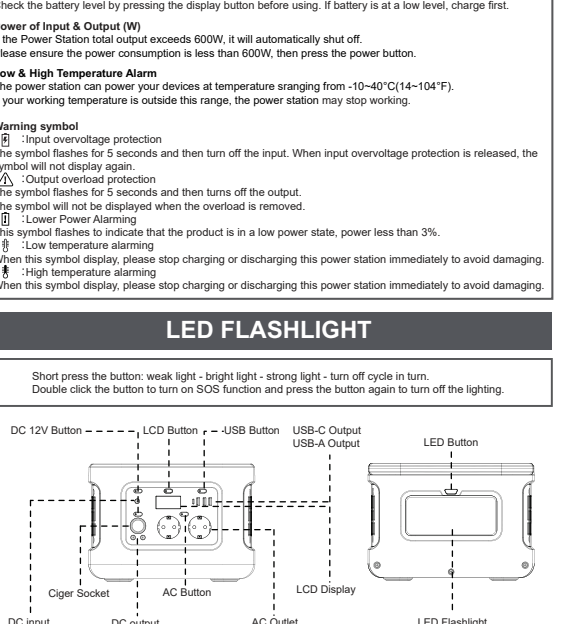 heck the battery level by pressing the display button before using. If battery is at a low level, charge first.
ower of Input & Output (W)
the Power Station total output exceeds 600W, it will automatically shut off.
lease ensure the power consumption is less than 600W, then press the power button.
ow & High Temperature Alarm
he power station can power your devices at temperature sranging from -10~40°C(14~104°F).
your working temperature is outside this range, the power station may stop working.
Warning symbol
:Input overvoltage protection
he symbol flashes for 5 seconds and then turn off the input. When input overvoltage protection is released, the
ymbol will not display again.
:Output overload protection
he symbol flashes for 5 seconds and then turns off the output.
he symbol will not be displayed when the overload is removed.
:Lower Power Alarming
his symbol flashes to indicate that the product is in a low power state, power less than 3%.
:Low temperature alarming
When this symbol display, please stop charging or discharging this power station immediately to avoid damaging.
:High temperature alarming
When this symbol display, please stop charging or discharging this power station immediately to avoid damaging.
LED FLASHLIGHT
Short press the button: weak light - bright light - strong light - turn off cycle in turn.
Double click the button to turn on SOS function and press the button again to turn off the lighting.
DC 12V Button
LCD Button
USB Button
USB-C Output
USB-A Output
LED Button
Ciger Socket
AC Button
LCD Display
DC input
DC output
AC Outlet
LED Flashlight